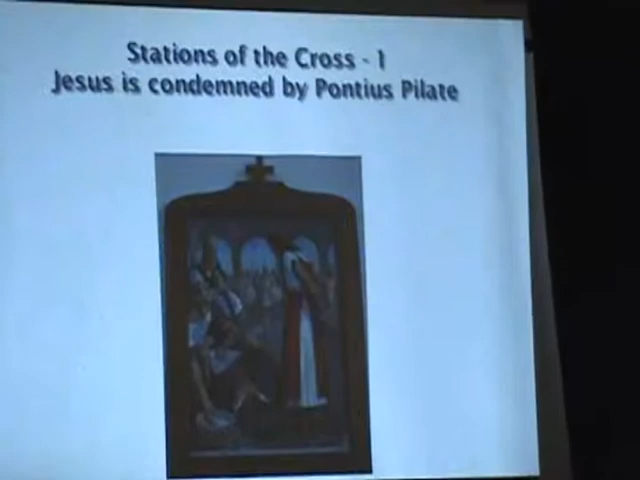 Stations of the Cross - 1
Jesus is condemned by Pontius Pilate